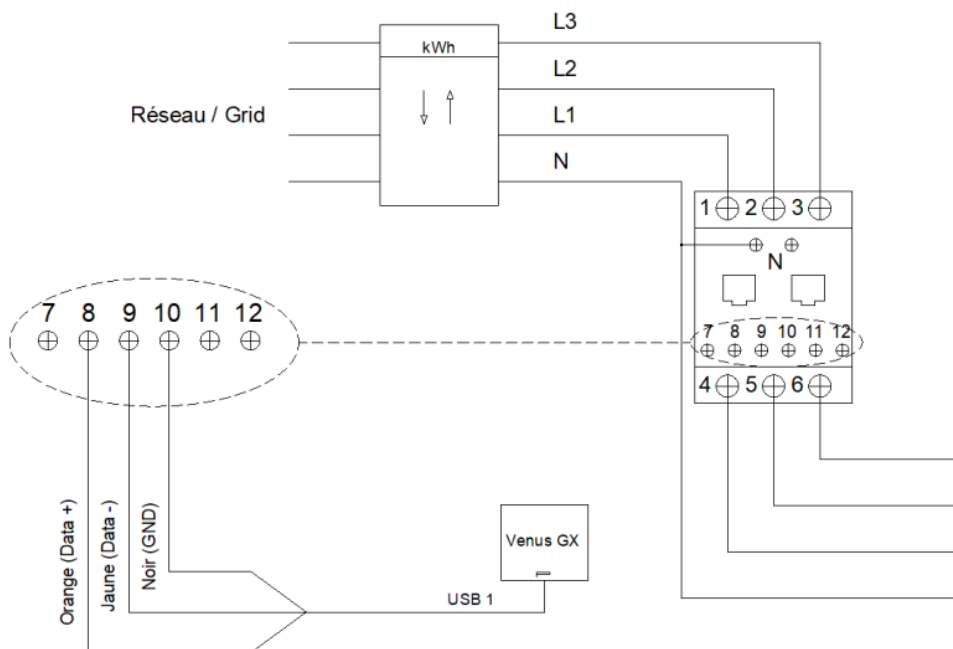 L3
kWh
L2
Réseau / Grid
L1
N
1 2 3
N
7 8 9 10 11 12
7 8 9 10 11 12
4 5 6
Orange (Data +)
Jaune (Data -)
Noir (GND)
Venus GX
USB 1